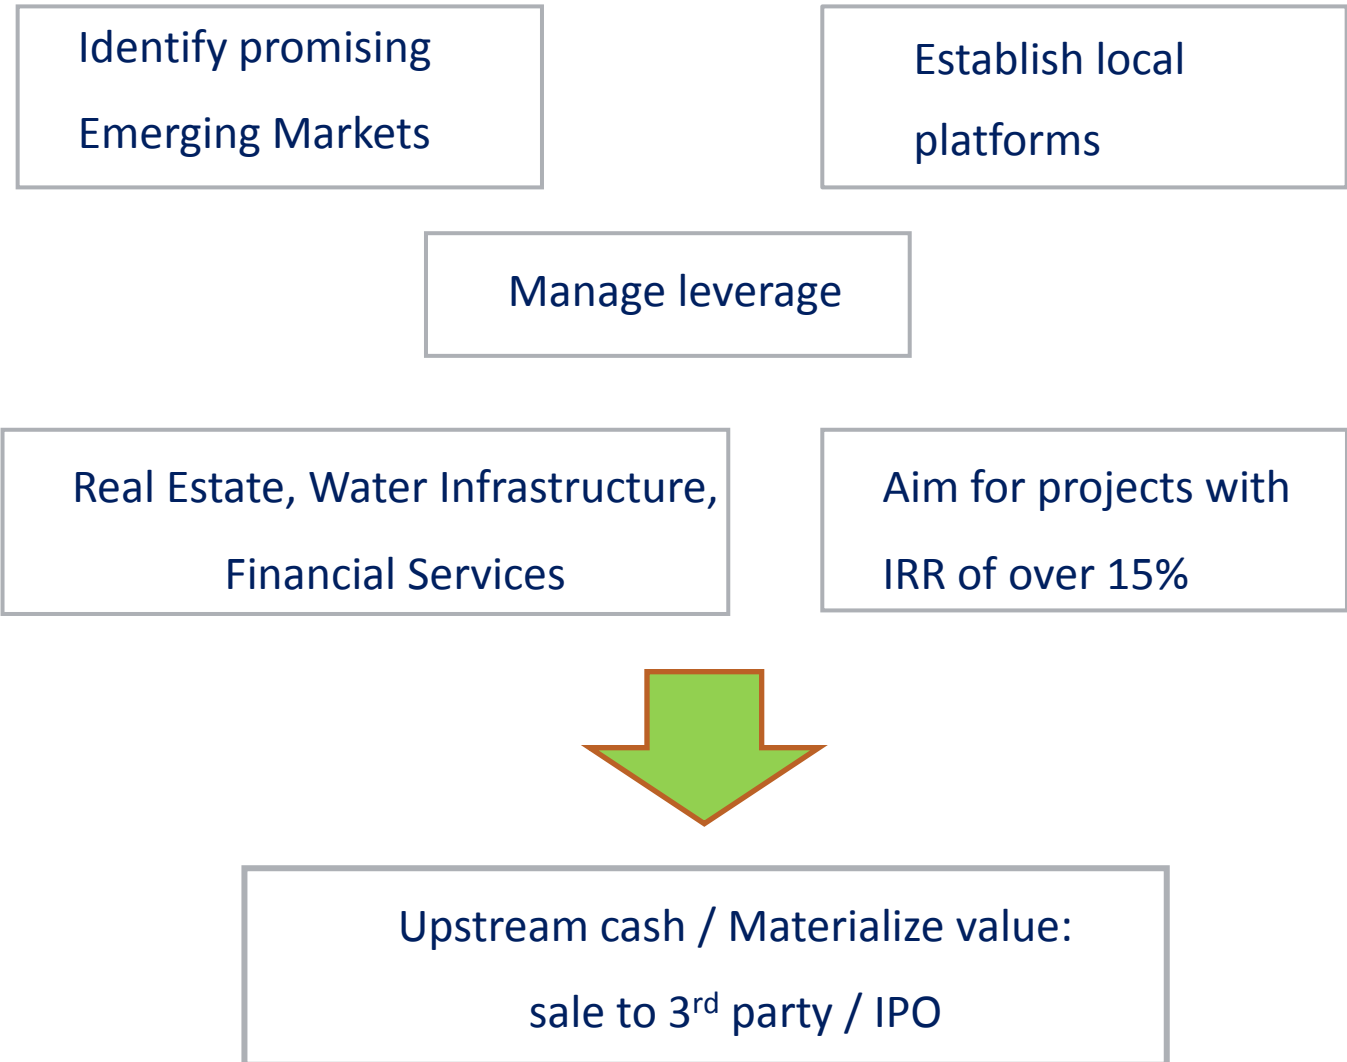 Identify promising
Emerging Markets
Establish local
platforms
Manage leverage
Real Estate, Water Infrastructure,
Financial Services
Aim for projects with
IRR of over 15%
Upstream cash / Materialize value:
sale to 3rd party / IPO